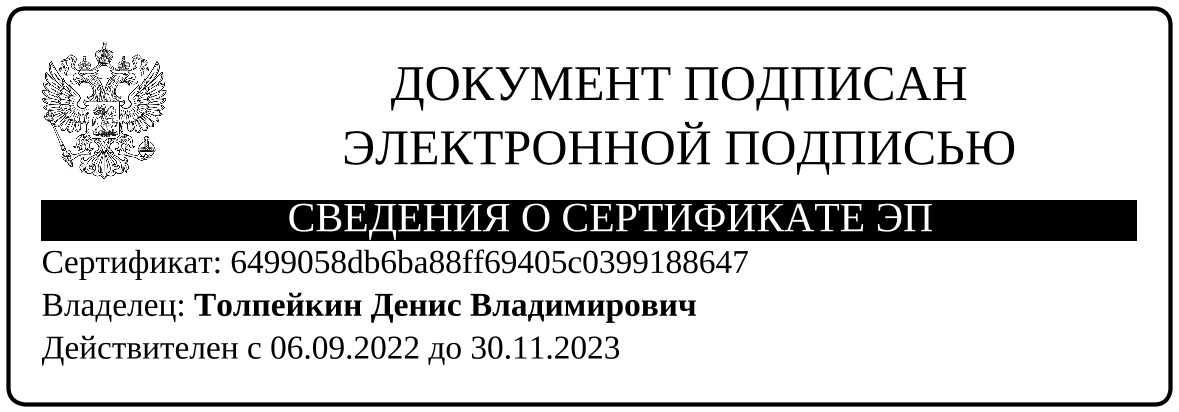 ДОКУМЕНТ ПОДПИСАН
ЭЛЕКТРОННОЙ ПОДПИСЬЮ
СВЕДЕНИЯ О СЕРТИФИКАТЕ ЭП
Сертификат: 6499058db6ba88ff69405c0399188647
Владелец: Толпейкин Денис Владимирович
Действителен с 06.09.2022 до 30.11.2023